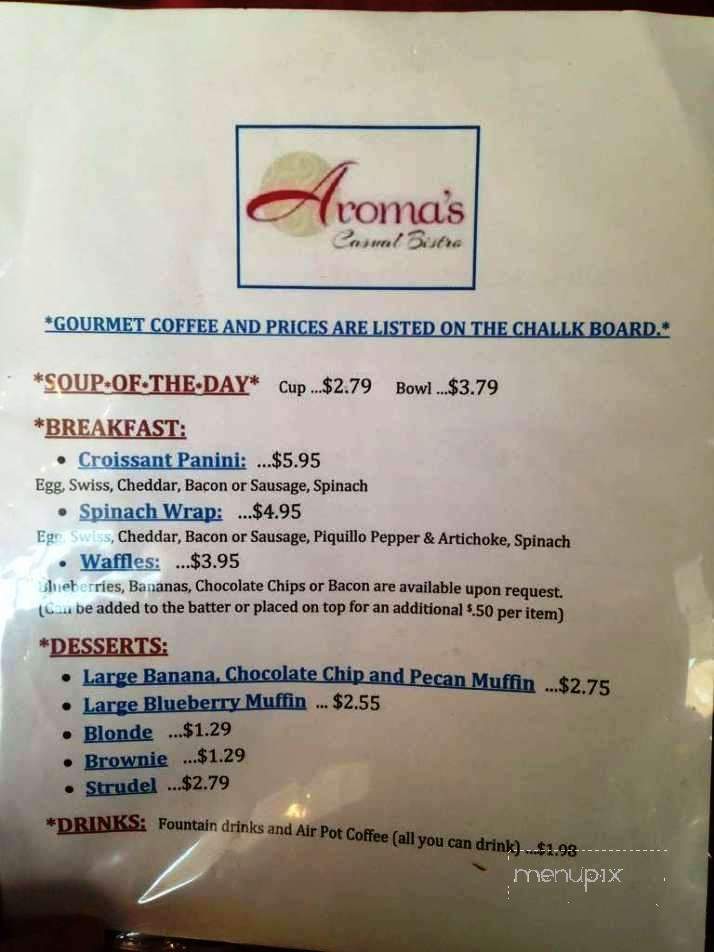 Aroma's
Casual Bistro
*GOURMET COFFEE AND PRICES ARE LISTED ON THE CHALLK BOARD.*
*SOUP•OF•THE•DAY* Cup ...$2.79 Bowl ...$3.79
*BREAKFAST:
• Croissant Panini: ...$5.95
Egg, Swiss, Cheddar, Bacon or Sausage, Spinach
• Spinach Wrap: ...$4.95
Egg, Swiss, Cheddar, Bacon or Sausage, Piquillo Pepper & Artichoke, Spinach
• Waffles: ...$3.95
Blueberries, Bananas, Chocolate Chips or Bacon are available upon request.
(Can be added to the batter or placed on top for an additional $.50 per item)
*DESSERTS:
• Large Banana, Chocolate Chip and Pecan Muffin ...$2.75
• Large Blueberry Muffin ... $2.55
• Blonde ...$1.29
• Brownie ...$1.29
• Strudel ...$2.79
*DRINKS: Fountain drinks and Air Pot Coffee (all you can drink) ...$1.98
menupix